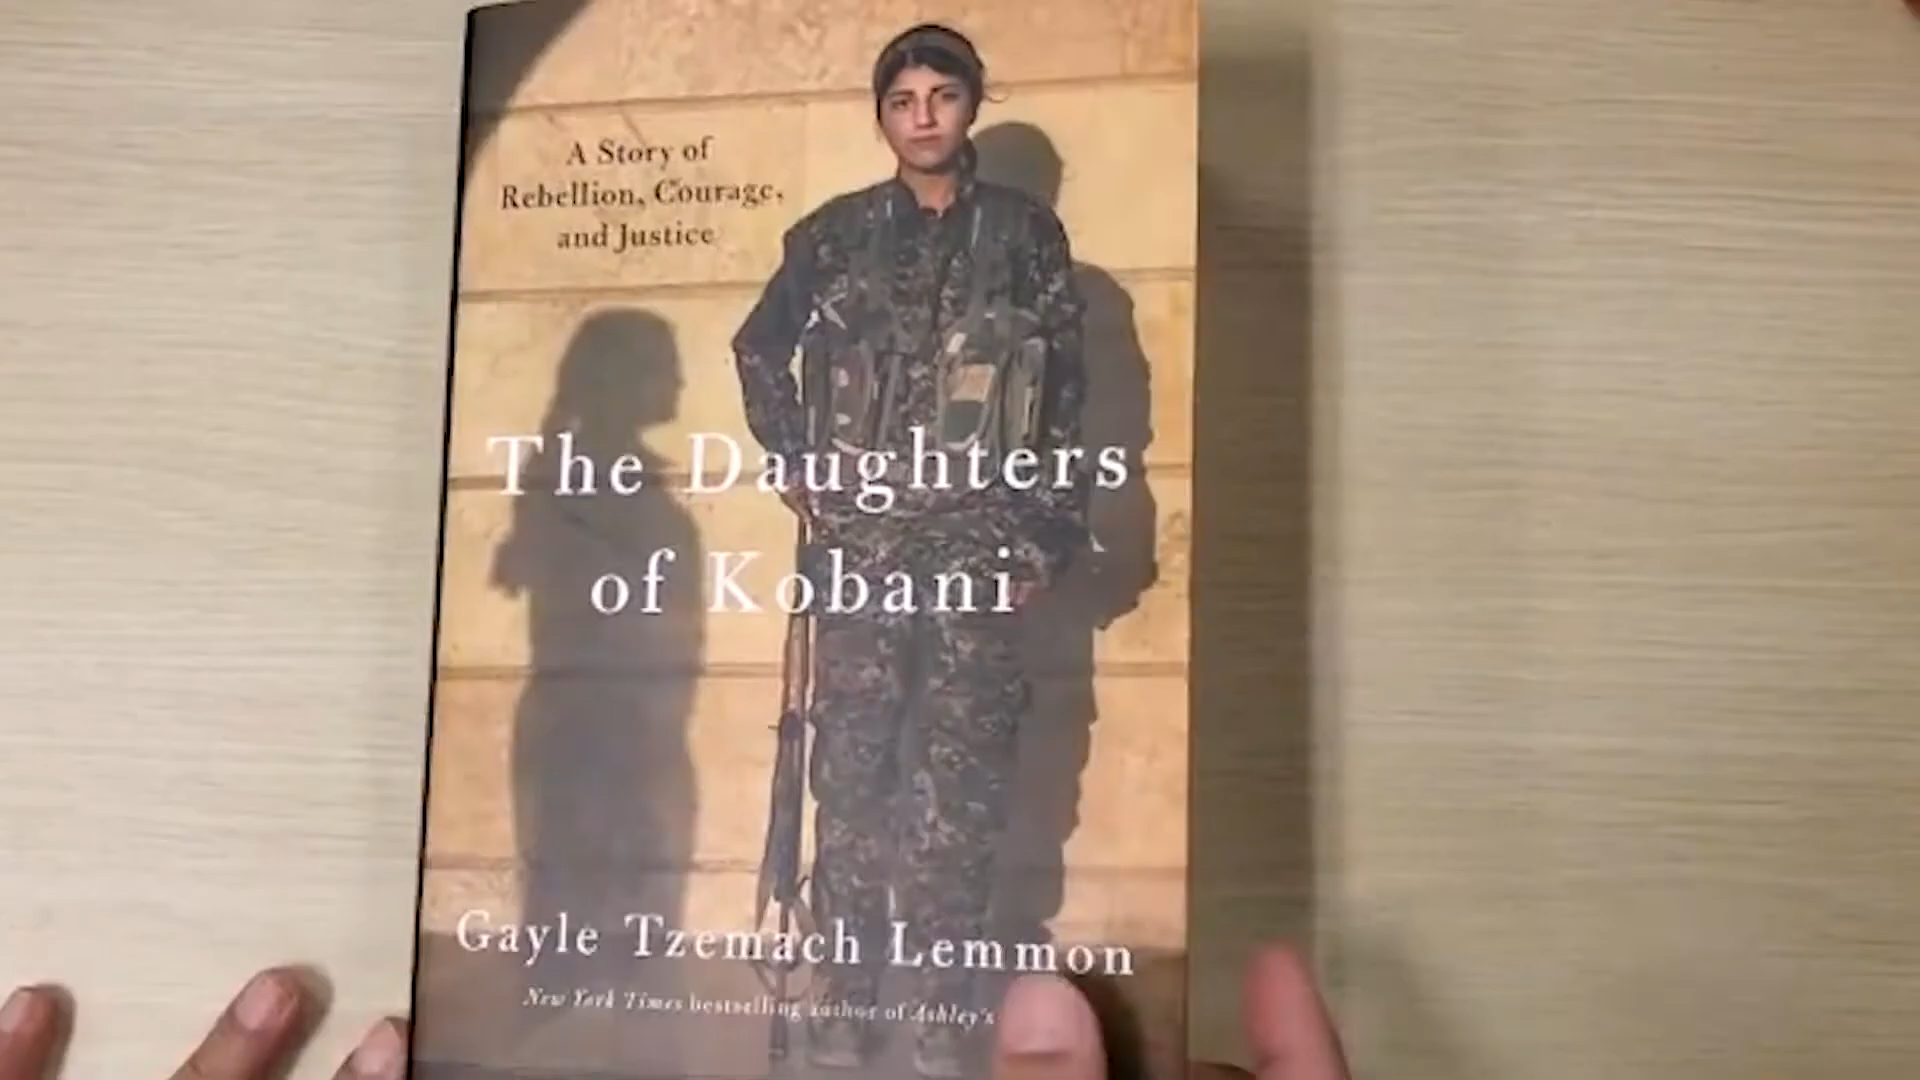 A Story of
Rebellion, Courage,
and Justice
The Daughters
of Kobani
Gayle Tzemach Lemmon
New York Times bestselling author of Ashley's